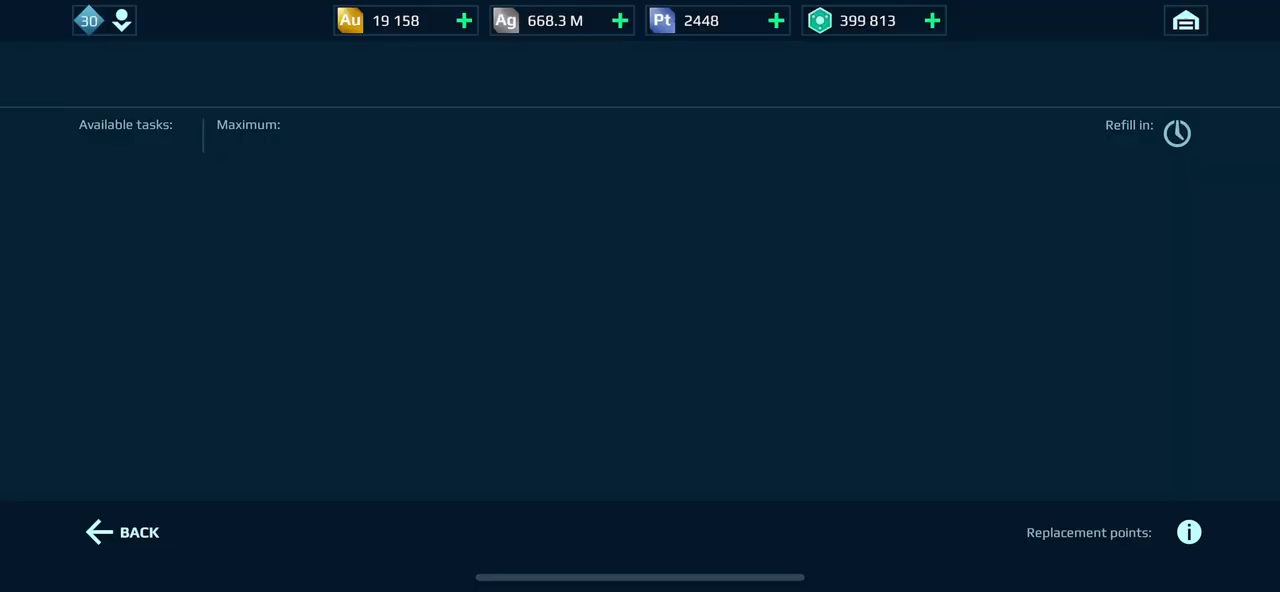 30
Au 19 158
Ag 668.3 M
Pt 2448
399 813
Available tasks:
Maximum:
Refill in:
BACK
Replacement points:
i